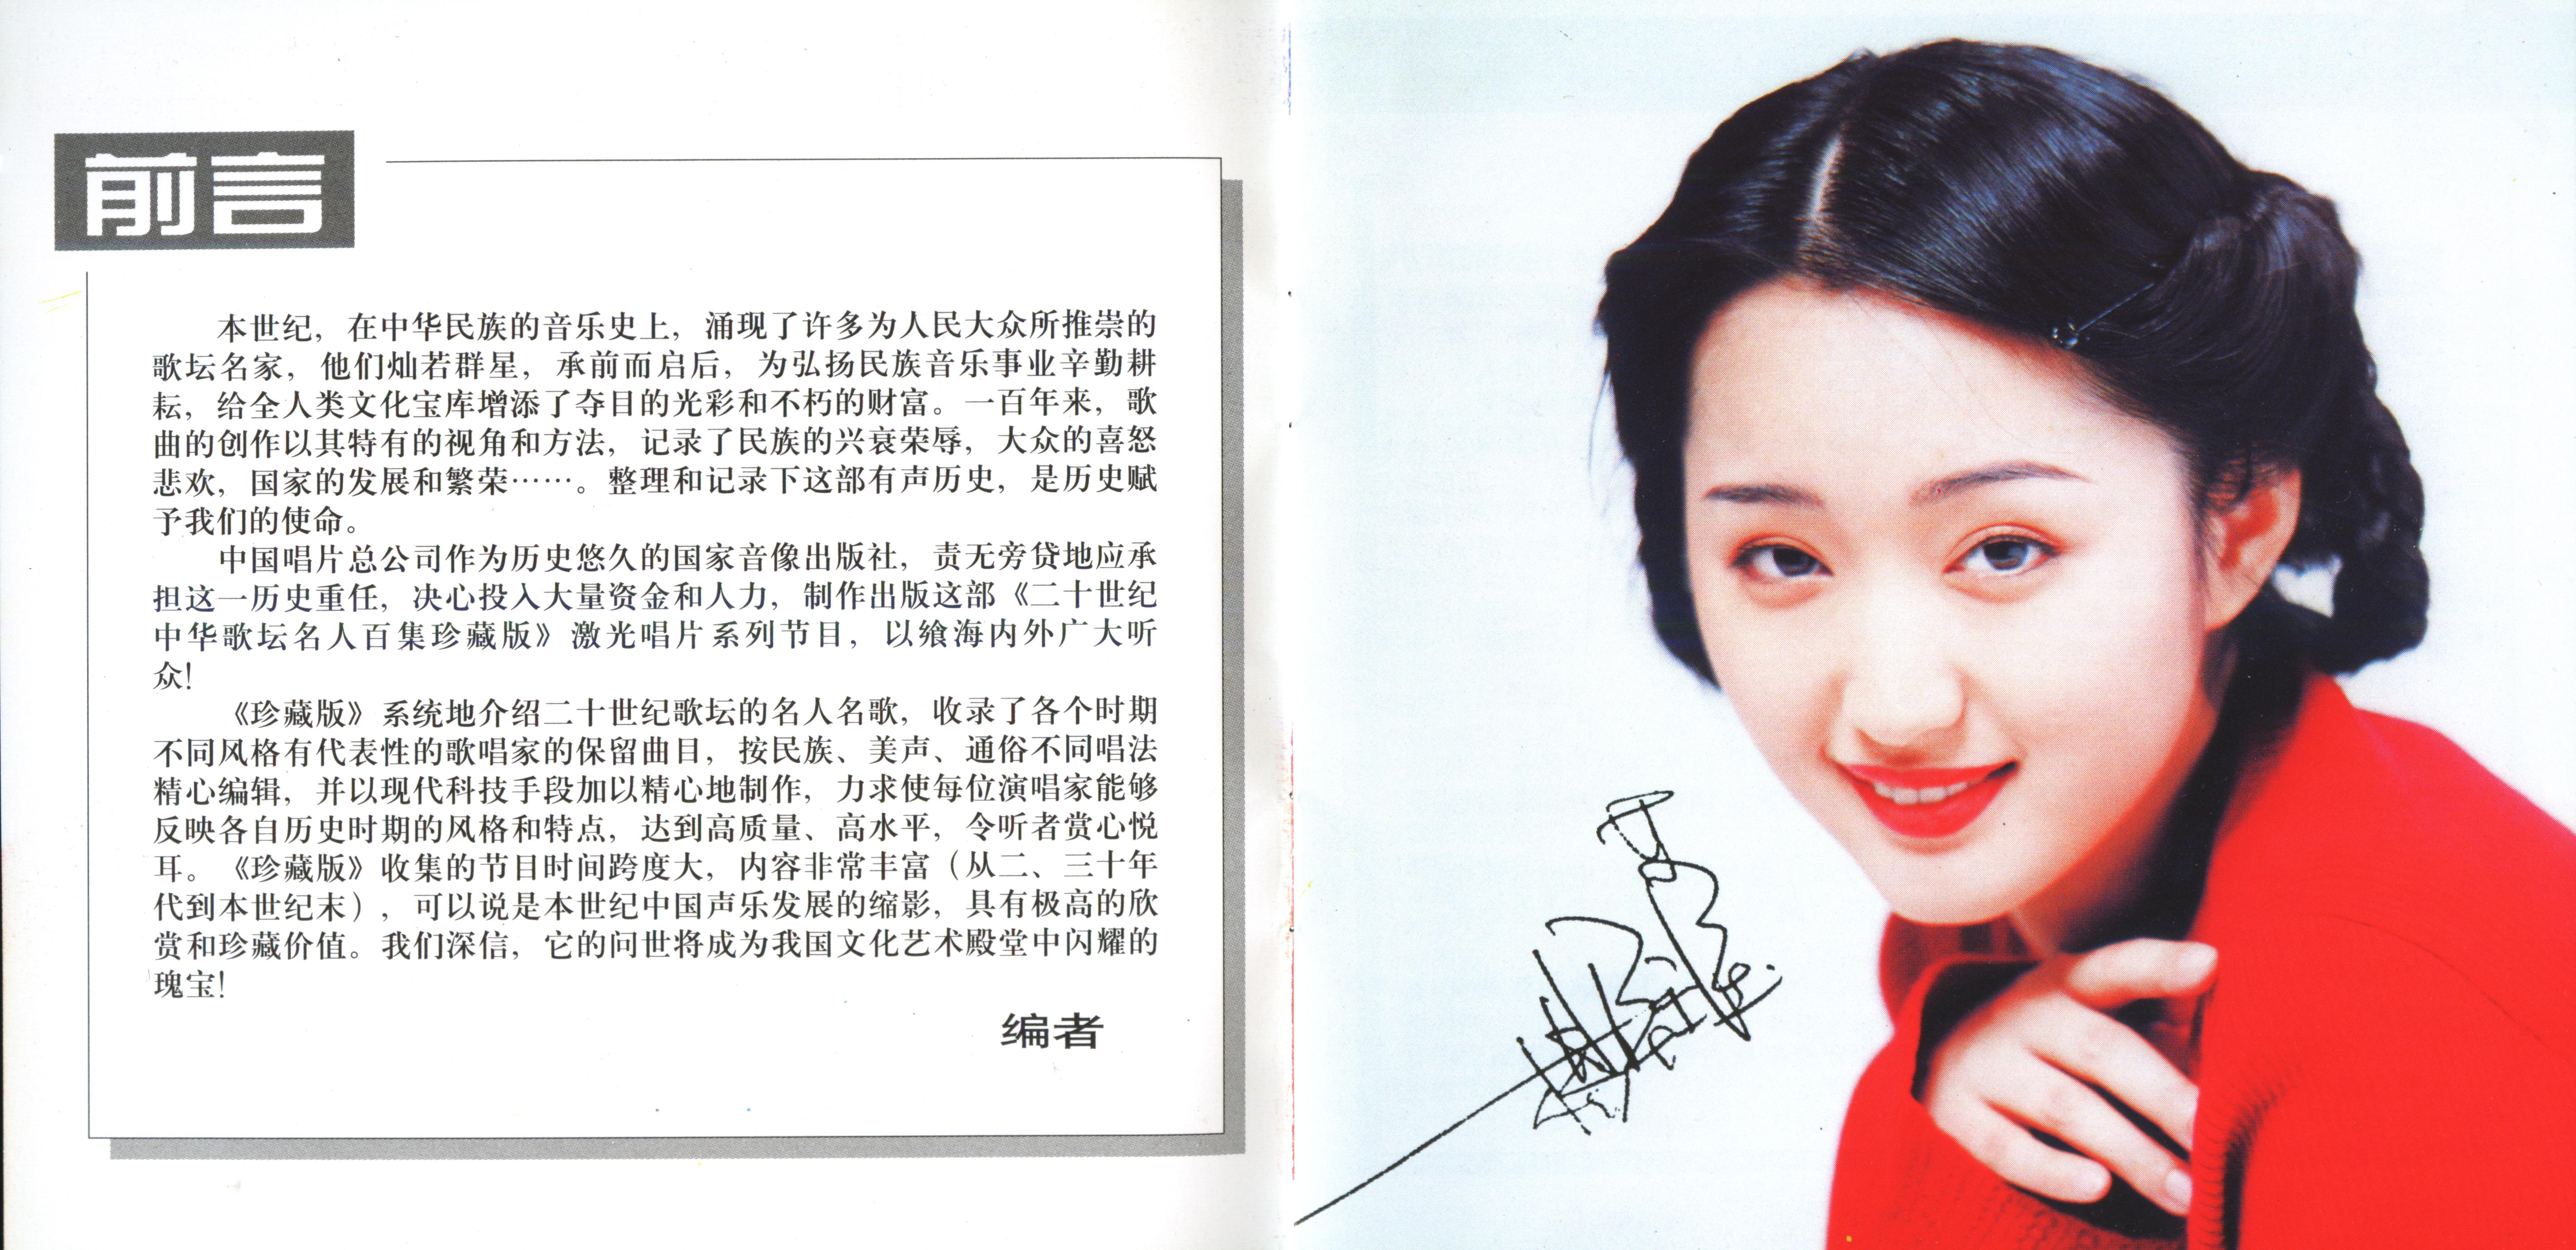 前言
本世纪，在中华民族的音乐史上，涌现了许多为人民大众所推崇的
歌坛名家，他们灿若群星，承前而启后，为弘扬民族音乐事业辛勤耕
耘，给全人类文化宝库增添了夺目的光彩和不朽的财富。一百年来，歌
曲的创作以其特有的视角和方法，记录了民族的兴衰荣辱，大众的喜怒
悲欢，国家的发展和繁荣……。整理和记录下这部有声历史，是历史赋
予我们的使命。
中国唱片总公司作为历史悠久的国家音像出版社，责无旁贷地应承
担这一历史重任，决心投入大量资金和人力，制作出版这部《二十世纪
中华歌坛名人百集珍藏版》激光唱片系列节目，以飨海内外广大听
众！
《珍藏版》系统地介绍二十世纪歌坛的名人名歌，收录了各个时期
不同风格有代表性的歌唱家的保留曲目，按民族、美声、通俗不同唱法
精心编辑，并以现代科技手段加以精心地制作，力求使每位演唱家能够
反映各自历史时期的风格和特点，达到高质量、高水平，令听者赏心悦
耳。《珍藏版》收集的节目时间跨度大，内容非常丰富（从二、三十年
代到本世纪末），可以说是本世纪中国声乐发展的缩影，具有极高的欣
赏和珍藏价值。我们深信，它的问世将成为我国文化艺术殿堂中闪耀的
瑰宝！
编者